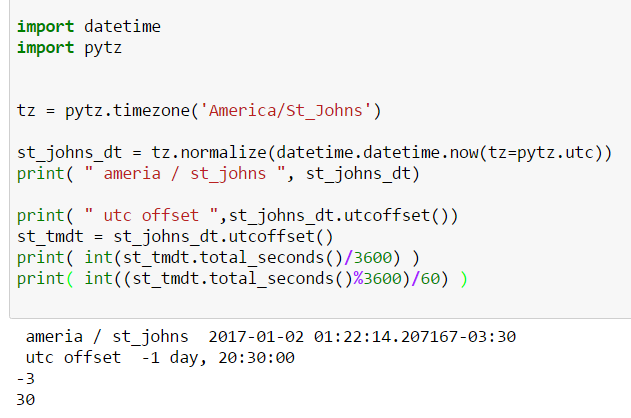 import datetime
import pytz
tz = pytz.timezone('America/St_Johns')
st_johns_dt = tz.normalize(datetime.datetime.now(tz=pytz.utc))
print( " ameria / st_johns ", st_johns_dt)
print( " utc offset ",st_johns_dt.utcoffset())
st_tmdt = st_johns_dt.utcoffset()
print( int(st_tmdt.total_seconds()/3600) )
print( int((st_tmdt.total_seconds()%3600)/60) )
ameria / st_johns  2017-01-02 01:22:14.207167-03:30
utc offset  -1 day, 20:30:00
-3
30